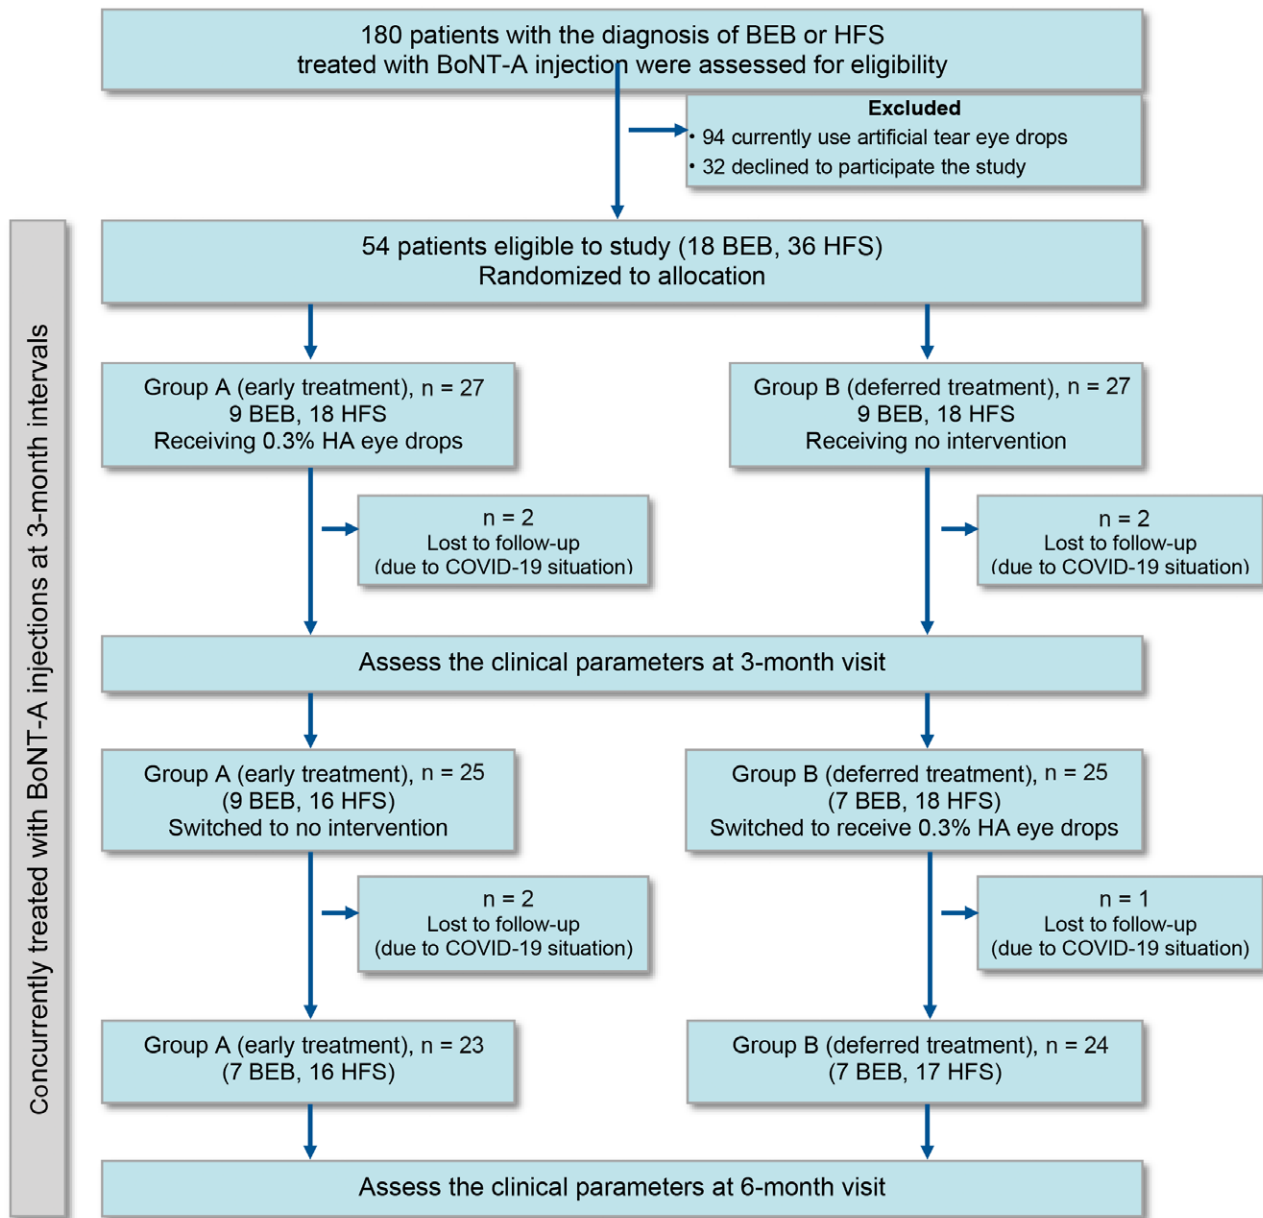 180 patients with the diagnosis of BEB or HFS
treated with BoNT-A injection were assessed for eligibility
Excluded
• 94 currently use artificial tear eye drops
• 32 declined to participate the study
Concurrently treated with BoNT-A injections at 3-month intervals
54 patients eligible to study (18 BEB, 36 HFS)
Randomized to allocation
Group A (early treatment), n = 27
9 BEB, 18 HFS
Receiving 0.3% HA eye drops
Group B (deferred treatment), n = 27
9 BEB, 18 HFS
Receiving no intervention
n = 2
Lost to follow-up
(due to COVID-19 situation)
n = 2
Lost to follow-up
(due to COVID-19 situation)
Assess the clinical parameters at 3-month visit
Group A (early treatment), n = 25
(9 BEB, 16 HFS)
Switched to no intervention
Group B (deferred treatment), n = 25
(7 BEB, 18 HFS)
Switched to receive 0.3% HA eye drops
n = 2
Lost to follow-up
(due to COVID-19 situation)
n = 1
Lost to follow-up
(due to COVID-19 situation)
Group A (early treatment), n = 23
(7 BEB, 16 HFS)
Group B (deferred treatment), n = 24
(7 BEB, 17 HFS)
Assess the clinical parameters at 6-month visit